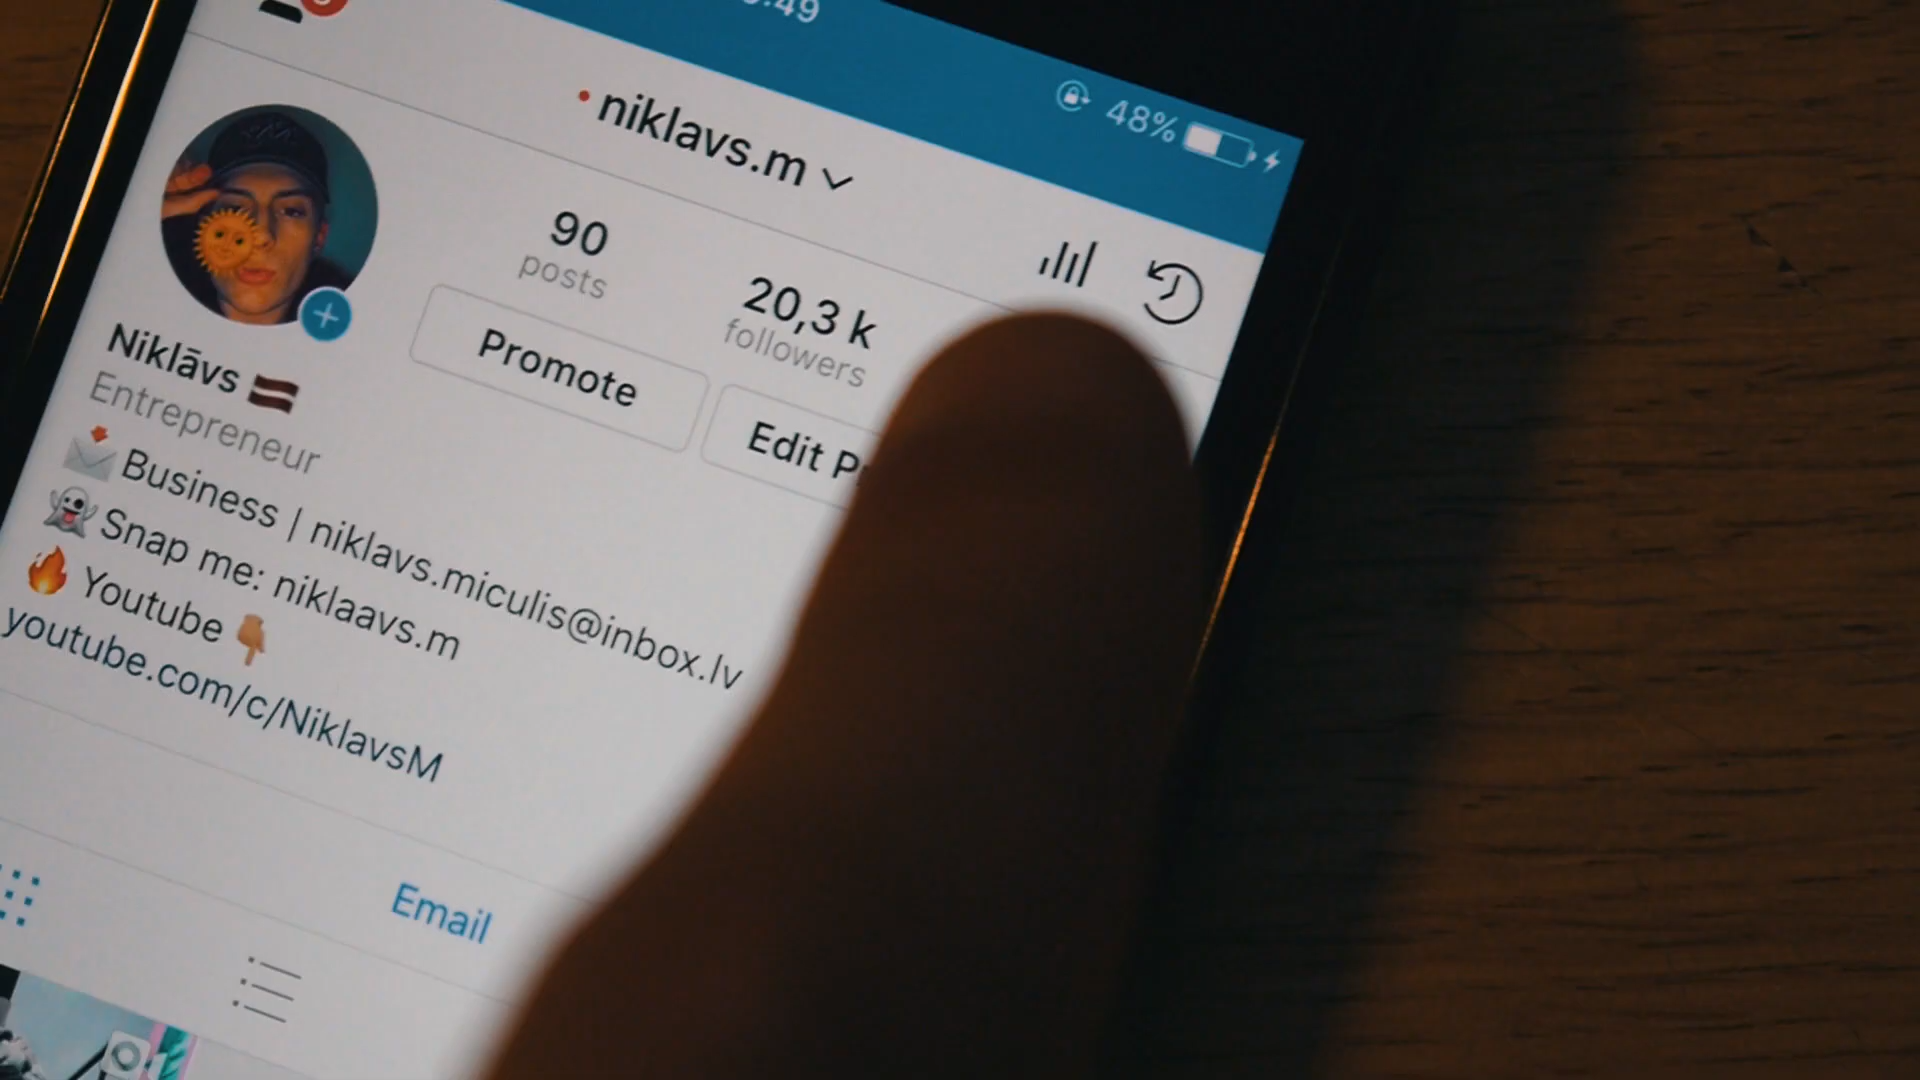 48%
niklavs.m
90
posts
20,3 k
followers
Promote
Edit
Niklāvs
Entrepreneur
Business | niklavs.miculis@inbox.lv
Snap me: niklaavs.m
Youtube
youtube.com/c/NiklavsM
Email